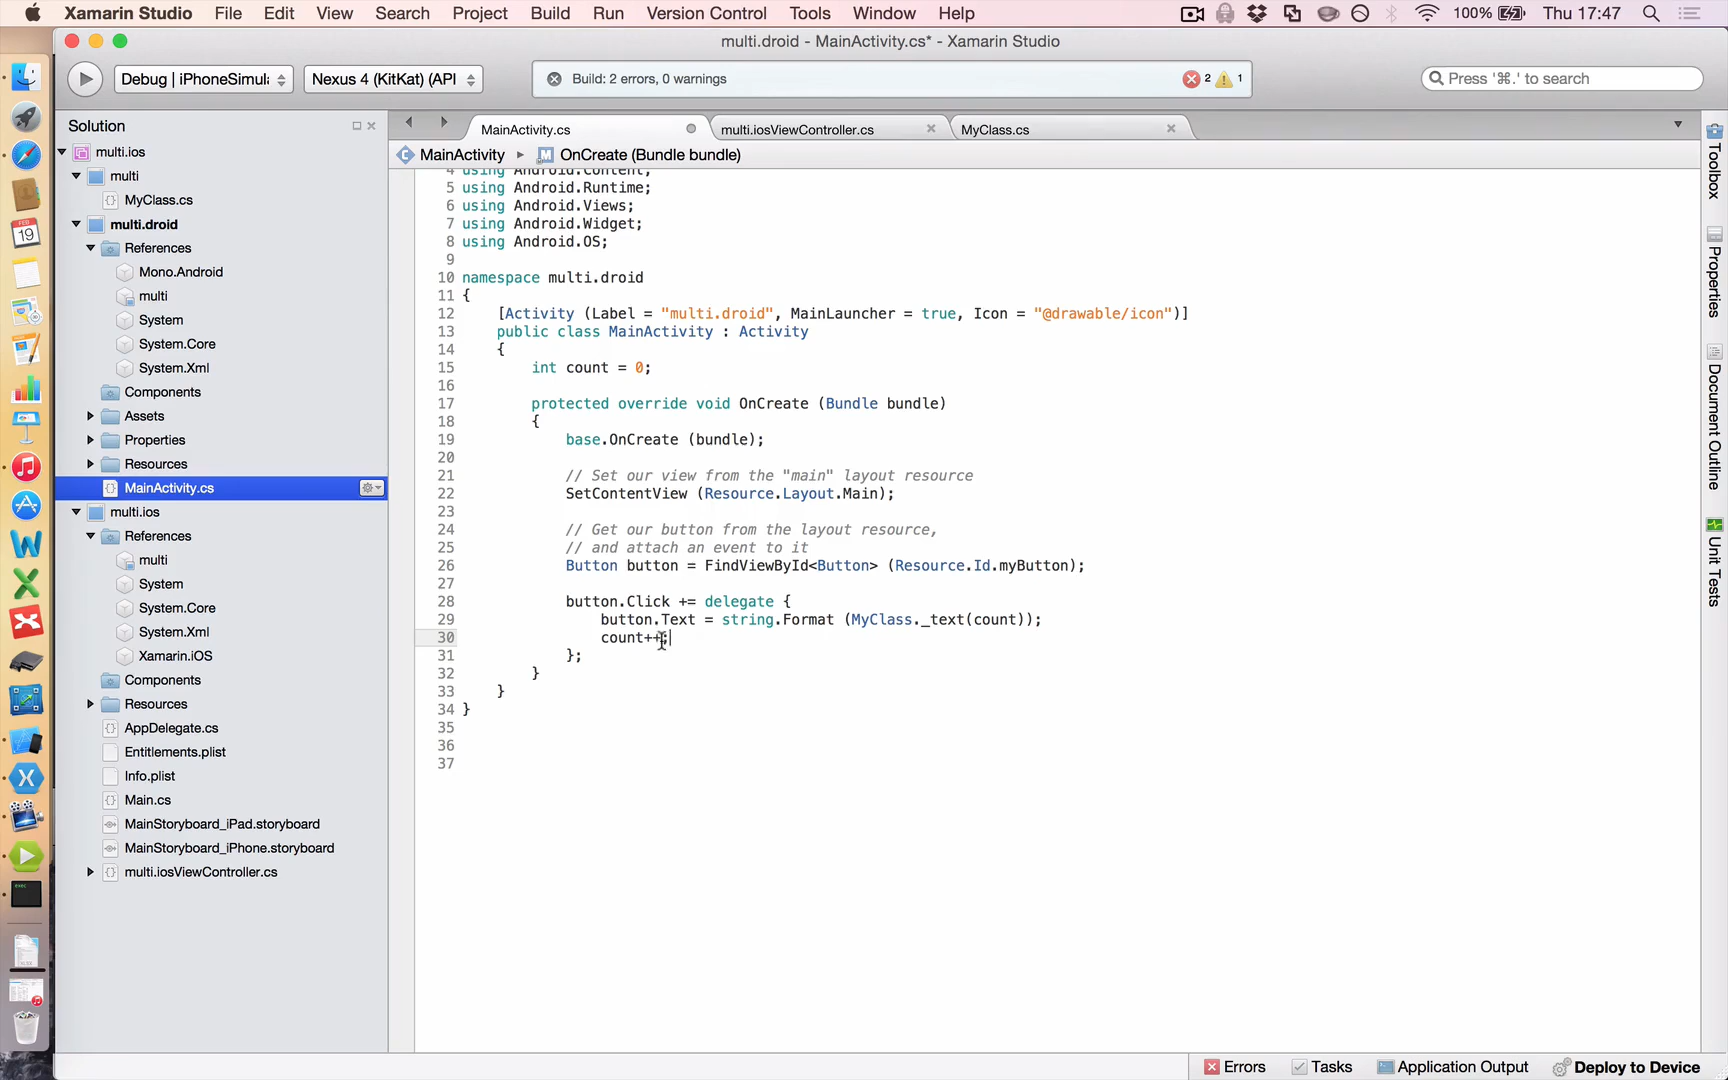 Xamarin Studio File Edit View Search Project Build Run Version Control Tools Window Help 100% Thu 17:47
multi.droid - MainActivity.cs* - Xamarin Studio
Debug | iPhoneSimula Nexus 4 (KitKat) (API Build: 2 errors, 0 warnings 2 1 Press '⌘.' to search
Solution
multi.ios
multi
MyClass.cs
multi.droid
References
Mono.Android
multi
System
System.Core
System.Xml
Components
Assets
Properties
Resources
MainActivity.cs
multi.ios
References
multi
System
System.Core
System.Xml
Xamarin.iOS
Components
Resources
AppDelegate.cs
Entitlements.plist
Info.plist
Main.cs
MainStoryboard_iPad.storyboard
MainStoryboard_iPhone.storyboard
multi.iosViewController.cs
MainActivity.cs multi.iosViewController.cs MyClass.cs
MainActivity OnCreate (Bundle bundle)
4 using Android.Content;
5 using Android.Runtime;
6 using Android.Views;
7 using Android.Widget;
8 using Android.OS;
9
10 namespace multi.droid
11 {
12 [Activity (Label = "multi.droid", MainLauncher = true, Icon = "@drawable/icon")]
13 public class MainActivity : Activity
14 {
15 int count = 0;
16
17 protected override void OnCreate (Bundle bundle)
18 {
19 base.OnCreate (bundle);
20
21 // Set our view from the "main" layout resource
22 SetContentView (Resource.Layout.Main);
23
24 // Get our button from the layout resource,
25 // and attach an event to it
26 Button button = FindViewById<Button> (Resource.Id.myButton);
27
28 button.Click += delegate {
29 button.Text = string.Format (MyClass._text(count));
30 count++;
31 };
32 }
33 }
34 }
35
36
37
Toolbox
Properties
Document Outline
Unit Tests
Errors Tasks Application Output Deploy to Device
FEB
19
exec